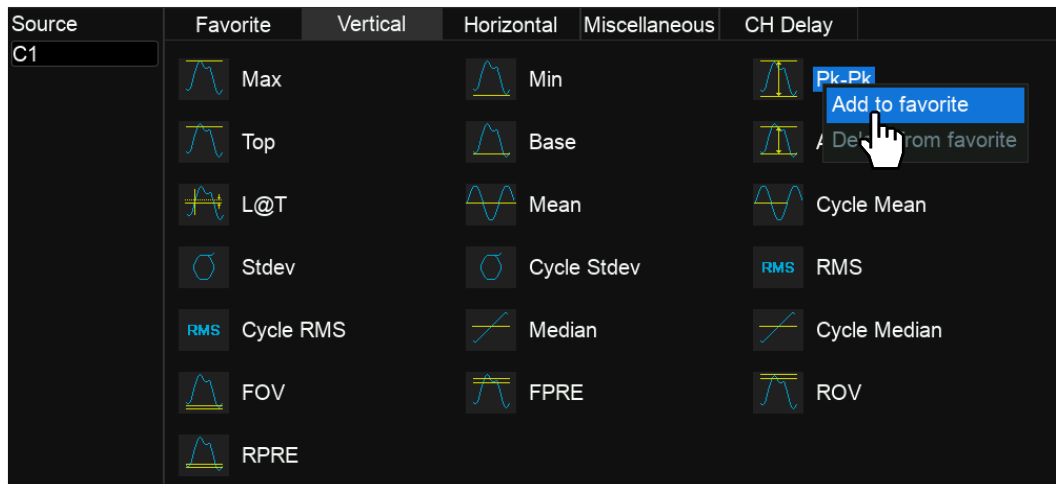 Source Favorite Vertical Horizontal Miscellaneous CH Delay
C1
Max Min Pk-Pk
Add to favorite
Top Base
from favorite
L@T Mean Cycle Mean
Stdev Cycle Stdev RMS RMS
RMS Cycle RMS Median Cycle Median
FOV FPRE ROV
RPRE